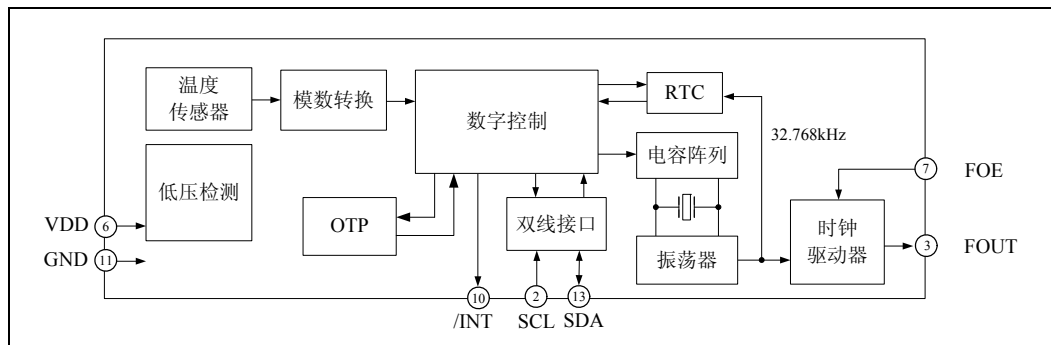 温度
传感器
模数转换
数字控制
RTC
32.768kHz
电容阵列
低压检测
OTP
双线接口
振荡器
时钟
驱动器
VDD
6
GND
11
7
FOE
3
FOUT
10
2
13
/INT
SCL
SDA